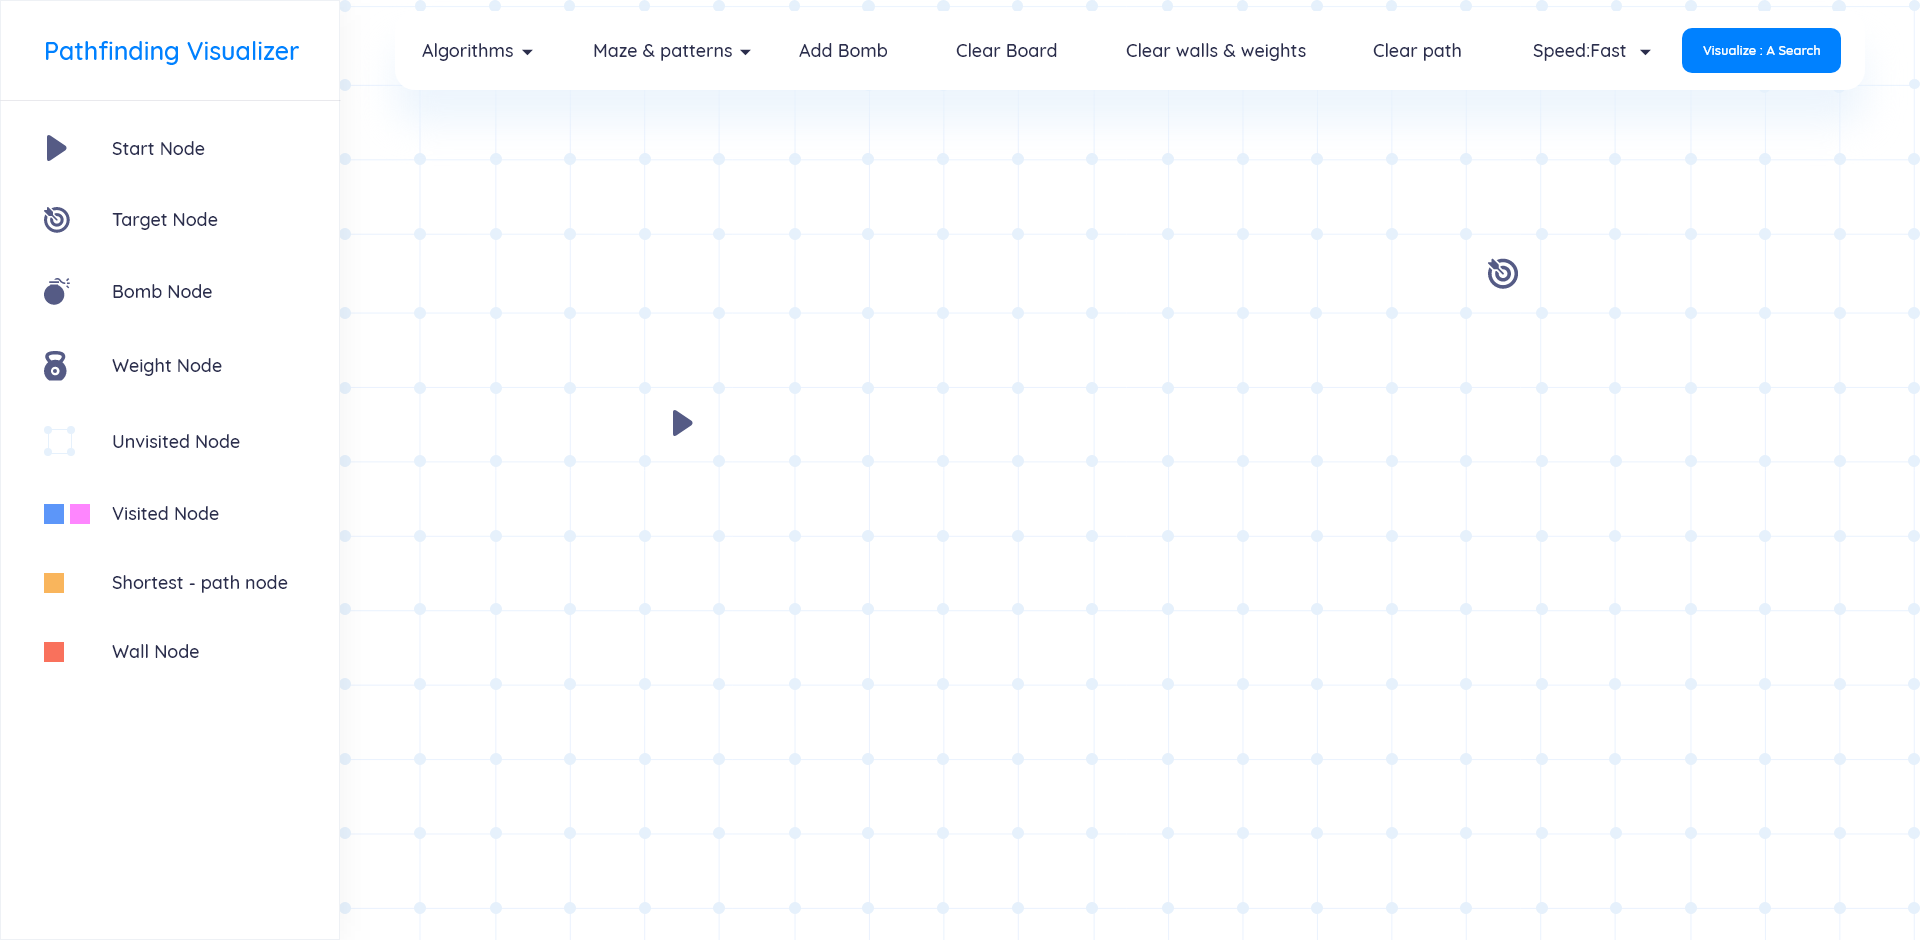 Pathfinding Visualizer
Algorithms
Maze & patterns
Add Bomb
Clear Board
Clear walls & weights
Clear path
Speed:Fast
Visualize : A Search
Start Node
Target Node
Bomb Node
Weight Node
Unvisited Node
Visited Node
Shortest - path node
Wall Node